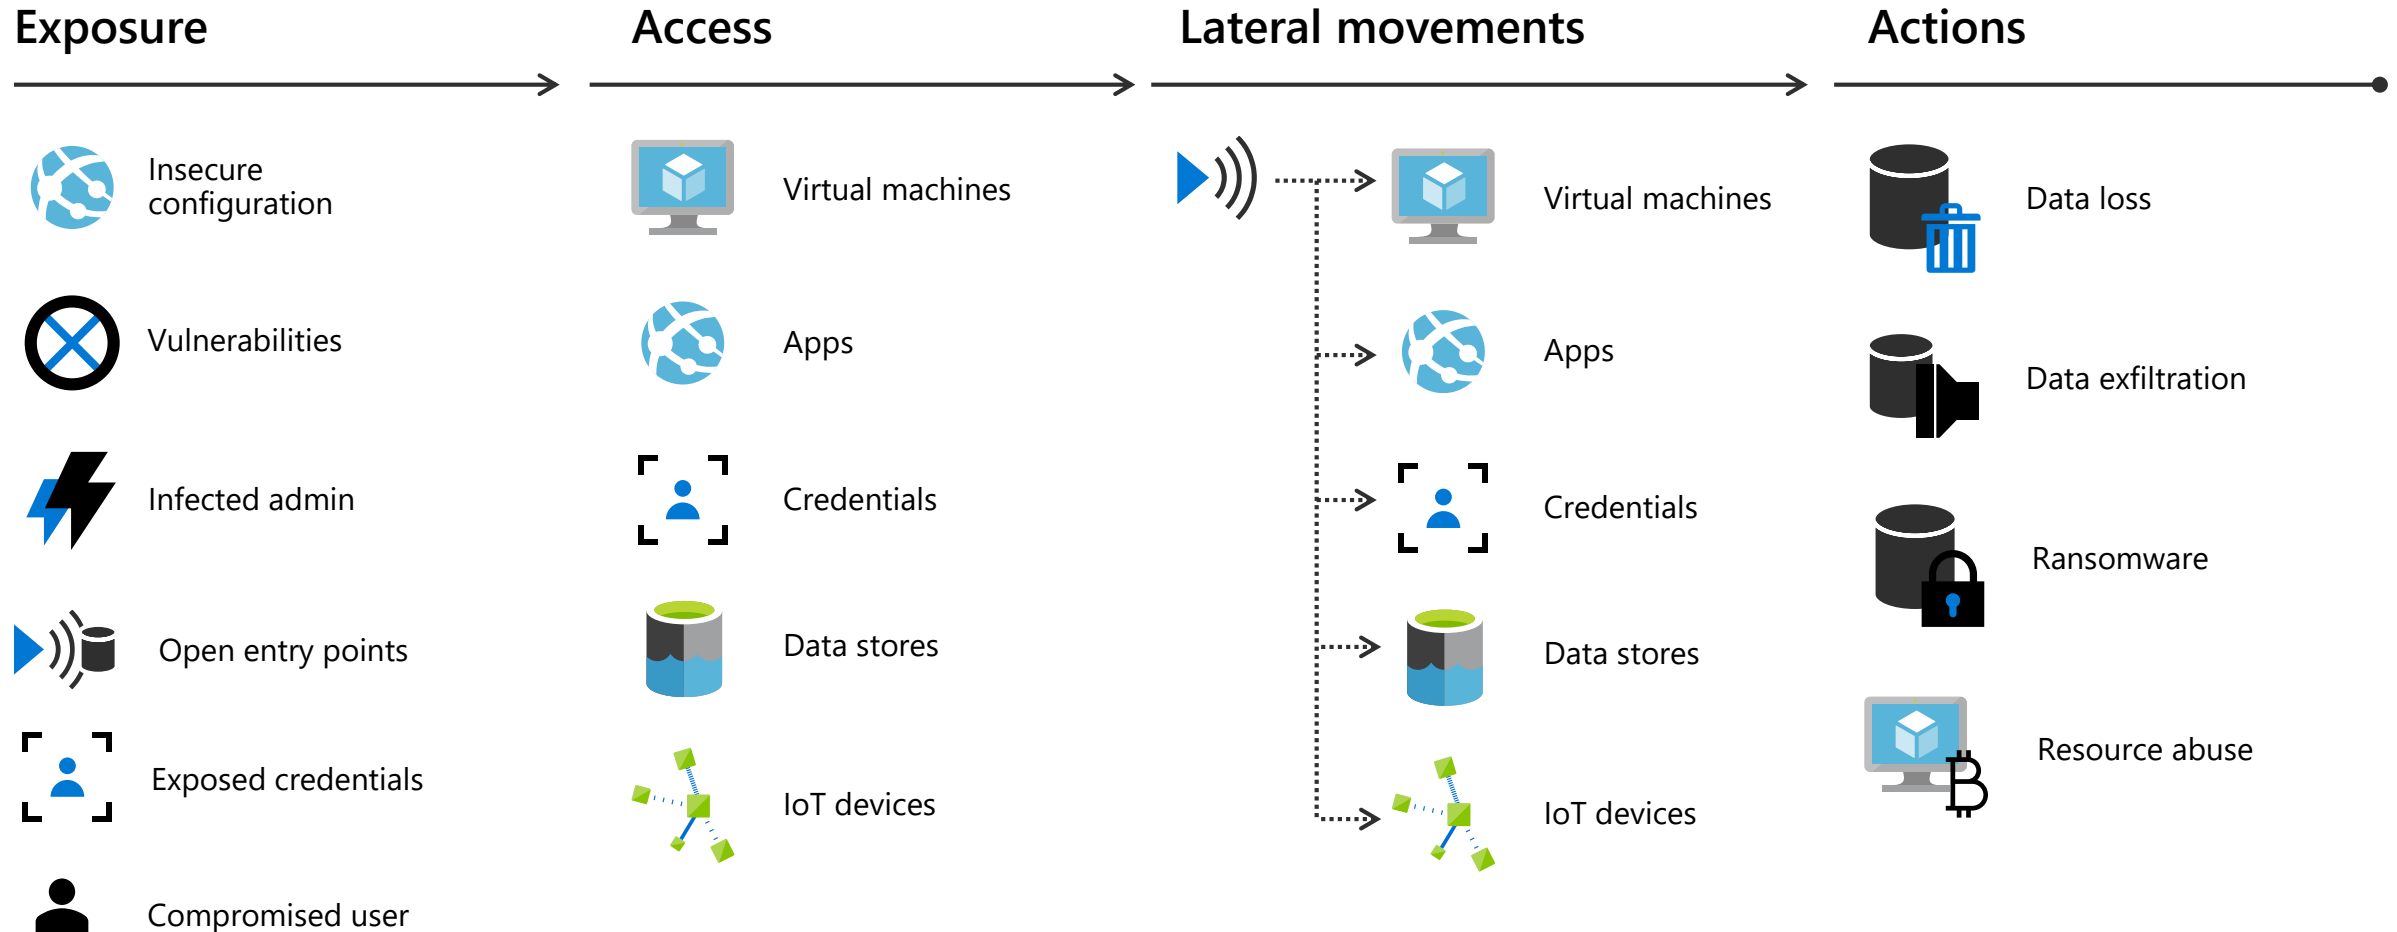 Exposure
Insecure
configuration
Vulnerabilities
Infected admin
Open entry points
Exposed credentials
Compromised user
Access
Virtual machines
Apps
Credentials
Data stores
IoT devices
Lateral movements
Virtual machines
Apps
Credentials
Data stores
IoT devices
Actions
Data loss
Data exfiltration
Ransomware
Resource abuse